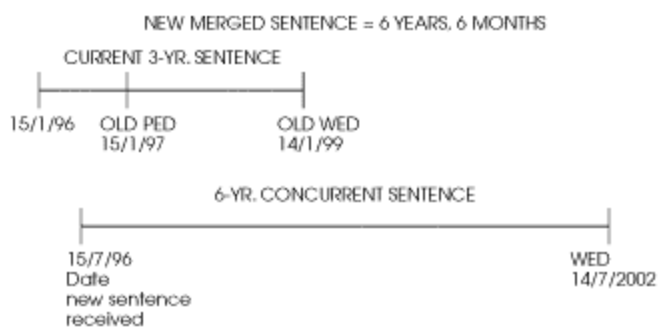 NEW MERGED SENTENCE = 6 YEARS, 6 MONTHS
CURRENT 3-YR. SENTENCE
15/1/96
OLD PED
15/1/97
OLD WED
14/1/99
6-YR. CONCURRENT SENTENCE
15/7/96
Date
new sentence
received
WED
14/7/2002